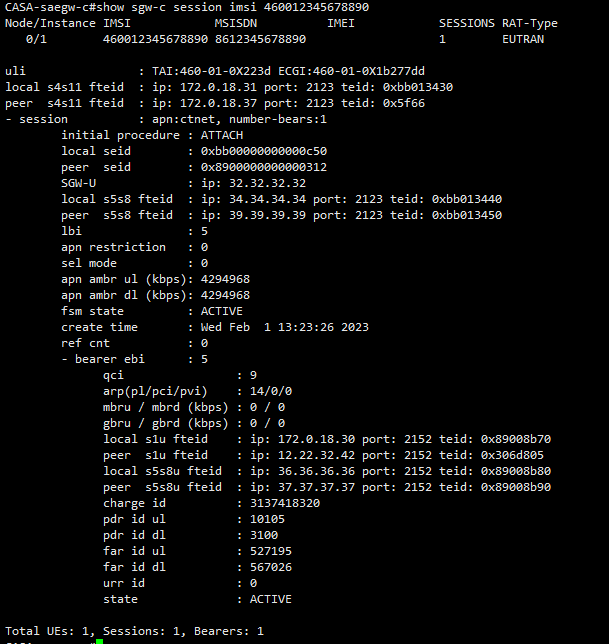 CASA-saegw-c#show sgw-c session imsi 460012345678890
Node/Instance IMSI MSISDN IMEI SESSIONS RAT-Type
0/1 460012345678890 8612345678890 1 EUTRAN
uli : TAI:460-01-0X223d ECGI:460-01-0X1b277dd
local s4s11 fteid : ip: 172.0.18.31 port: 2123 teid: 0xbb013430
peer s4s11 fteid : ip: 172.0.18.37 port: 2123 teid: 0x5f66
- session : apn:ctnet, number-bears:1
initial procedure : ATTACH
local seid : 0xbb00000000000c50
peer seid : 0x8900000000000312
SGW-U : ip: 32.32.32.32
local s5s8 fteid : ip: 34.34.34.34 port: 2123 teid: 0xbb013440
peer s5s8 fteid : ip: 39.39.39.39 port: 2123 teid: 0xbb013450
lbi : 5
apn restriction : 0
sel mode : 0
apn ambr ul (kbps): 4294968
apn ambr dl (kbps): 4294968
fsm state : ACTIVE
create time : Wed Feb 1 13:23:26 2023
ref cnt : 0
- bearer ebi : 5
qci : 9
arp(pl/pci/pvi) : 14/0/0
mbru / mbrd (kbps) : 0 / 0
gbru / gbrd (kbps) : 0 / 0
local s1u fteid : ip: 172.0.18.30 port: 2152 teid: 0x89008b70
peer s1u fteid : ip: 12.22.32.42 port: 2152 teid: 0x306d805
local s5s8u fteid : ip: 36.36.36.36 port: 2152 teid: 0x89008b80
peer s5s8u fteid : ip: 37.37.37.37 port: 2152 teid: 0x89008b90
charge id : 3137418320
pdr id ul : 10105
pdr id dl : 3100
far id ul : 527195
far id dl : 567026
urr id : 0
state : ACTIVE
Total UEs: 1, Sessions: 1, Bearers: 1